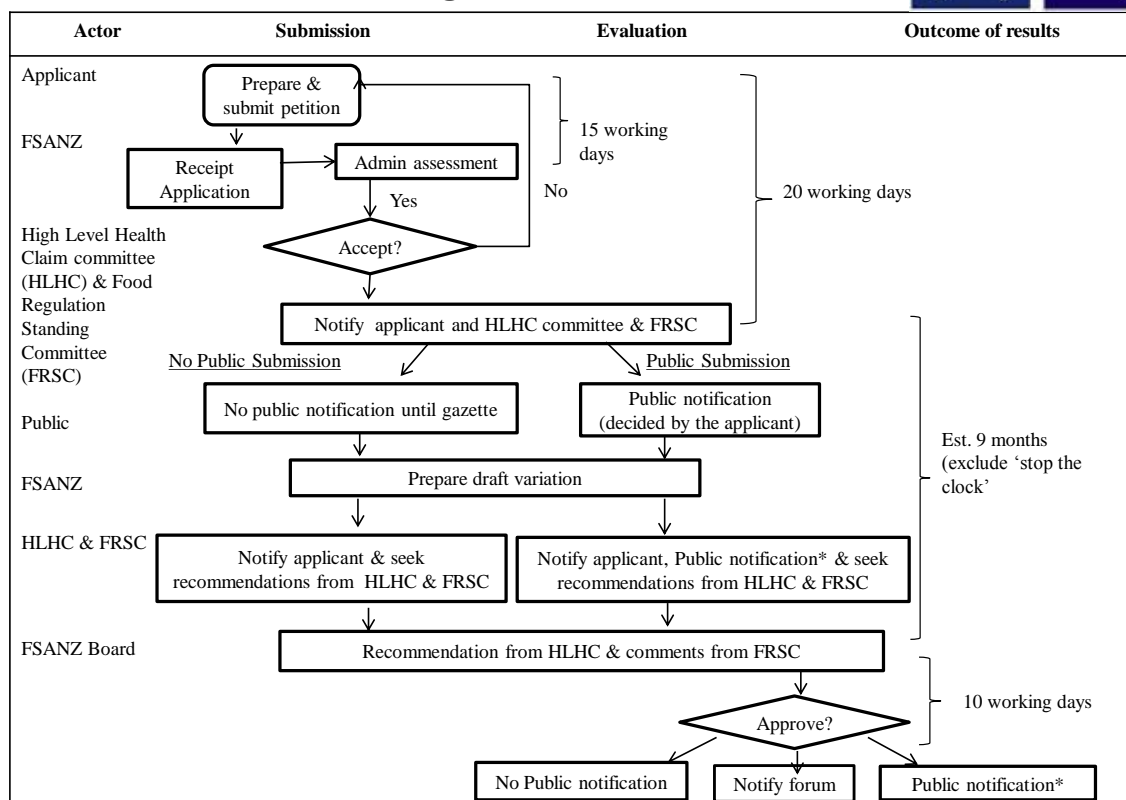 Actor
Submission
Evaluation
Outcome of results
Applicant
Prepare &
submit petition
15 working
days
FSANZ
Receipt
Application
Admin assessment
No
20 working days
Yes
High Level Health
Claim committee
(HLHC) & Food
Regulation
Standing
Committee
(FRSC)
Accept?
Notify applicant and HLHC committee & FRSC
No Public Submission
Public Submission
Public
No public notification until gazette
Public notification
(decided by the applicant)
Est. 9 months
(exclude ‘stop the
clock’
FSANZ
Prepare draft variation
HLHC & FRSC
Notify applicant & seek
recommendations from HLHC & FRSC
Notify applicant, Public notification* & seek
recommendations from HLHC & FRSC
FSANZ Board
Recommendation from HLHC & comments from FRSC
10 working days
Approve?
No Public notification
Notify forum
Public notification*